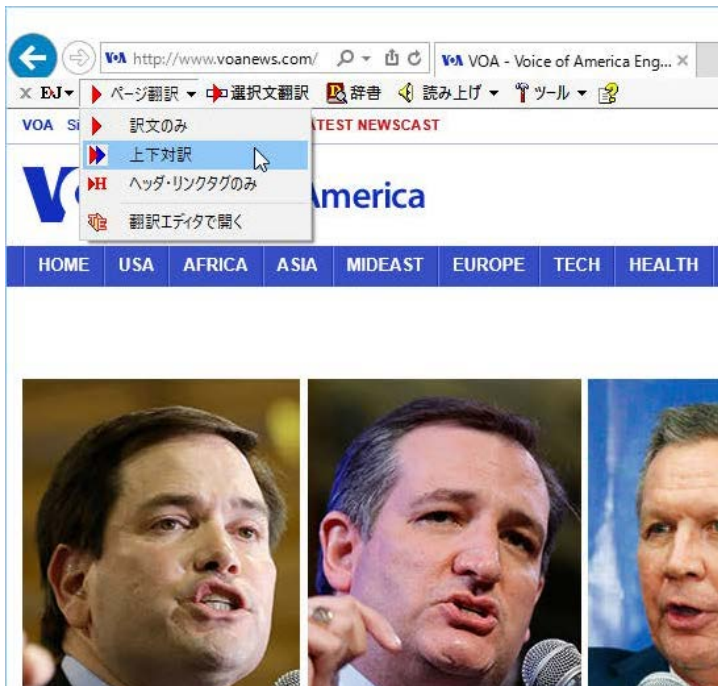 http://www.voanews.com/
VOA - Voice of America Eng...
EJ ページ翻訳 選択文翻訳 辞書 読み上げ ツール
VOA
訳文のみ
ATEST NEWSCAST
上下対訳
ヘッダ・リンクタグのみ
America
翻訳エディタで開く
HOME USA AFRICA ASIA MIDEAST EUROPE TECH HEALTH